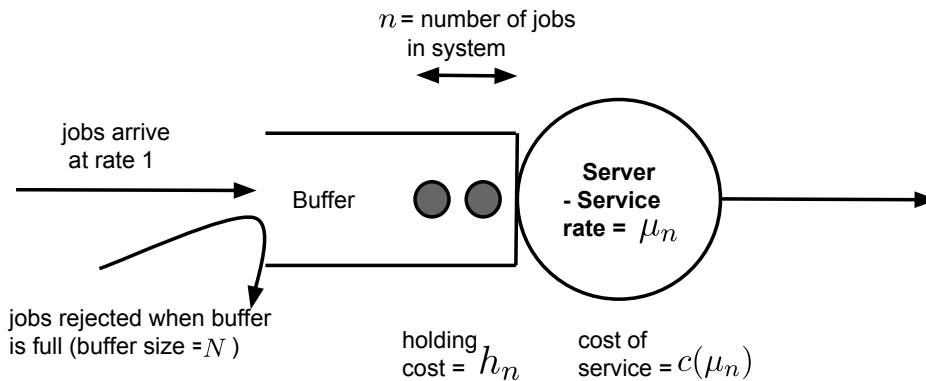 n = number of jobs
in system
jobs arrive
at rate 1
Buffer
Server
- Service
rate = μₙ
jobs rejected when buffer
is full (buffer size = N )
holding
cost = hₙ
cost of
service = c(μₙ)